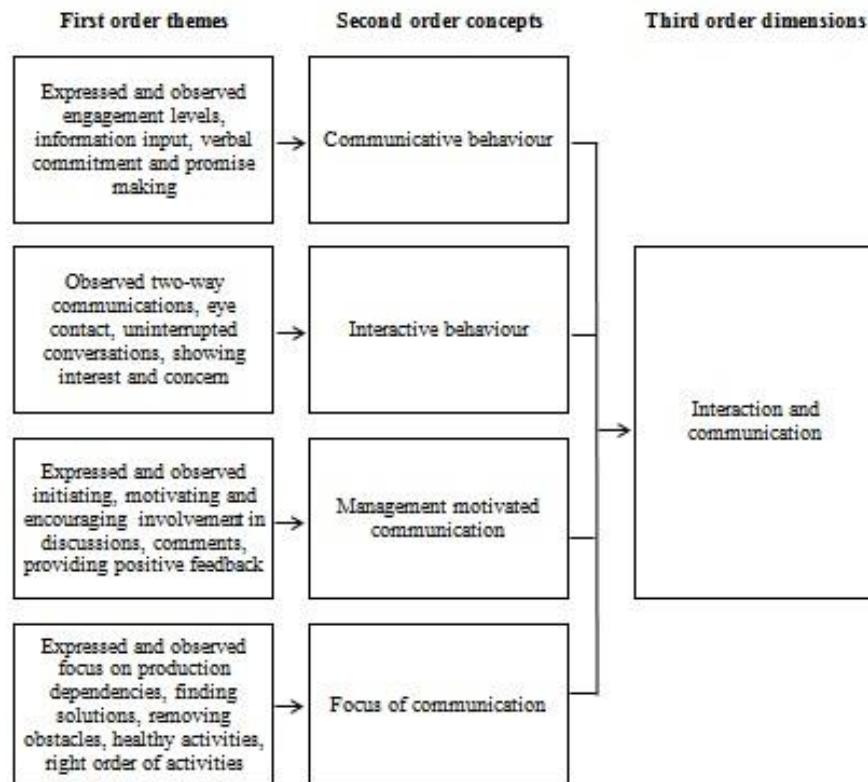 First order themes
Second order concepts
Third order dimensions
Expressed and observed
engagement levels,
information input, verbal
commitment and promise
making
Communicative behaviour
Observed two-way
communications, eye
contact, uninterrupted
conversations, showing
interest and concern
Interactive behaviour
Interaction and
communication
Expressed and observed
initiating, motivating and
encouraging involvement in
discussions, comments,
providing positive feedback
Management motivated
communication
Expressed and observed
focus on production
dependencies, finding
solutions, removing
obstacles, healthy activities,
right order of activities
Focus of communication